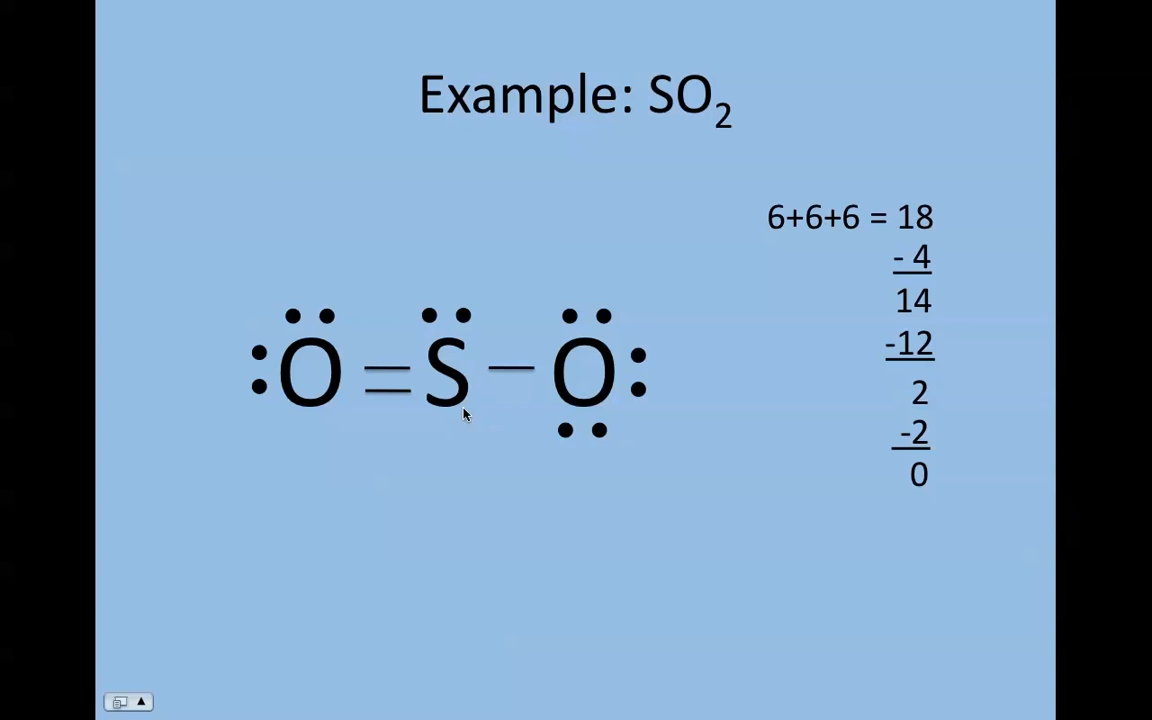 Example: SO₂
6+6+6 = 18
- 4
14
-12
2
-2
0
O = S – O